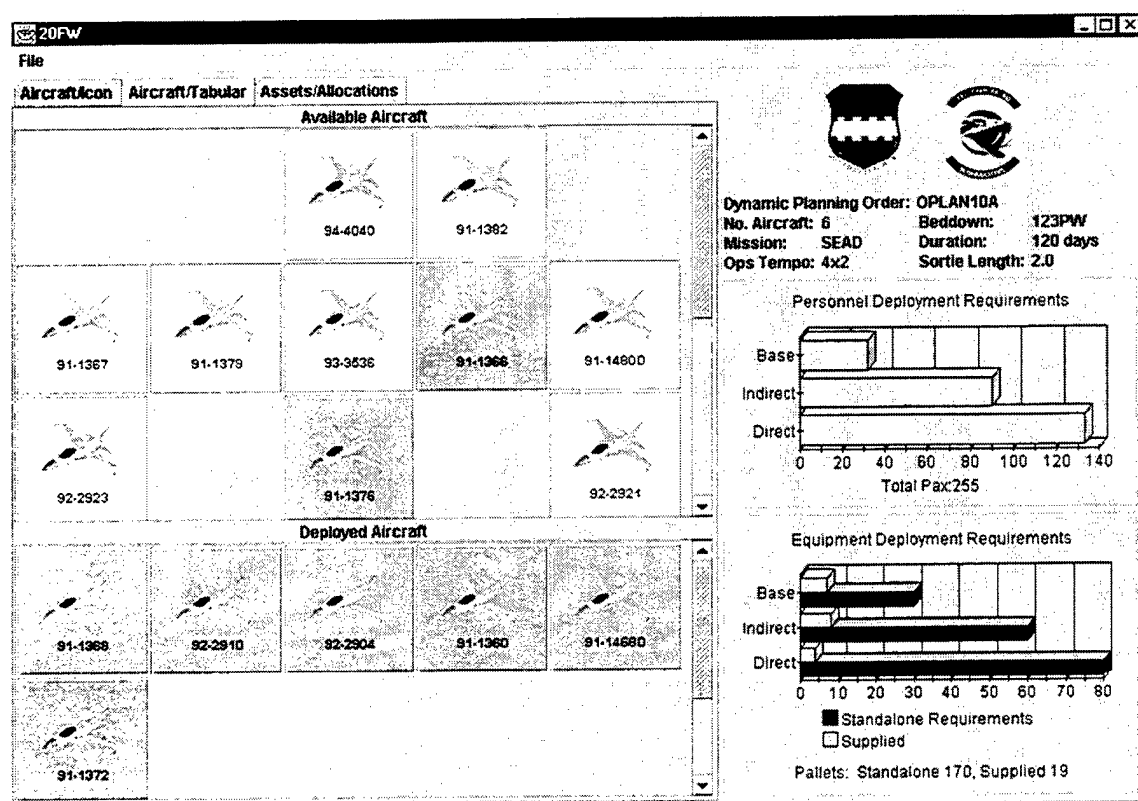 20FW
File
Aircraft/Icon Aircraft/Tabular Assets/Allocations
Available Aircraft
94-4040 91-1382
91-1367 91-1379 93-3536 91-1366 91-14800
92-2923 91-1376 92-2921
Deployed Aircraft
91-1368 92-2910 92-2904 91-1360 91-14680
91-1372
Dynamic Planning Order: OPLAN10A
No. Aircraft: 6 Beddown: 123PW
Mission: SEAD Duration: 120 days
Ops Tempo: 4x2 Sortie Length: 2.0
Personnel Deployment Requirements
Base
Indirect
Direct
0 20 40 60 80 100 120 140
Total Pax:255
Equipment Deployment Requirements
Base
Indirect
Direct
0 10 20 30 40 50 60 70 80
Standalone Requirements
Supplied
Pallets: Standalone 170, Supplied 19